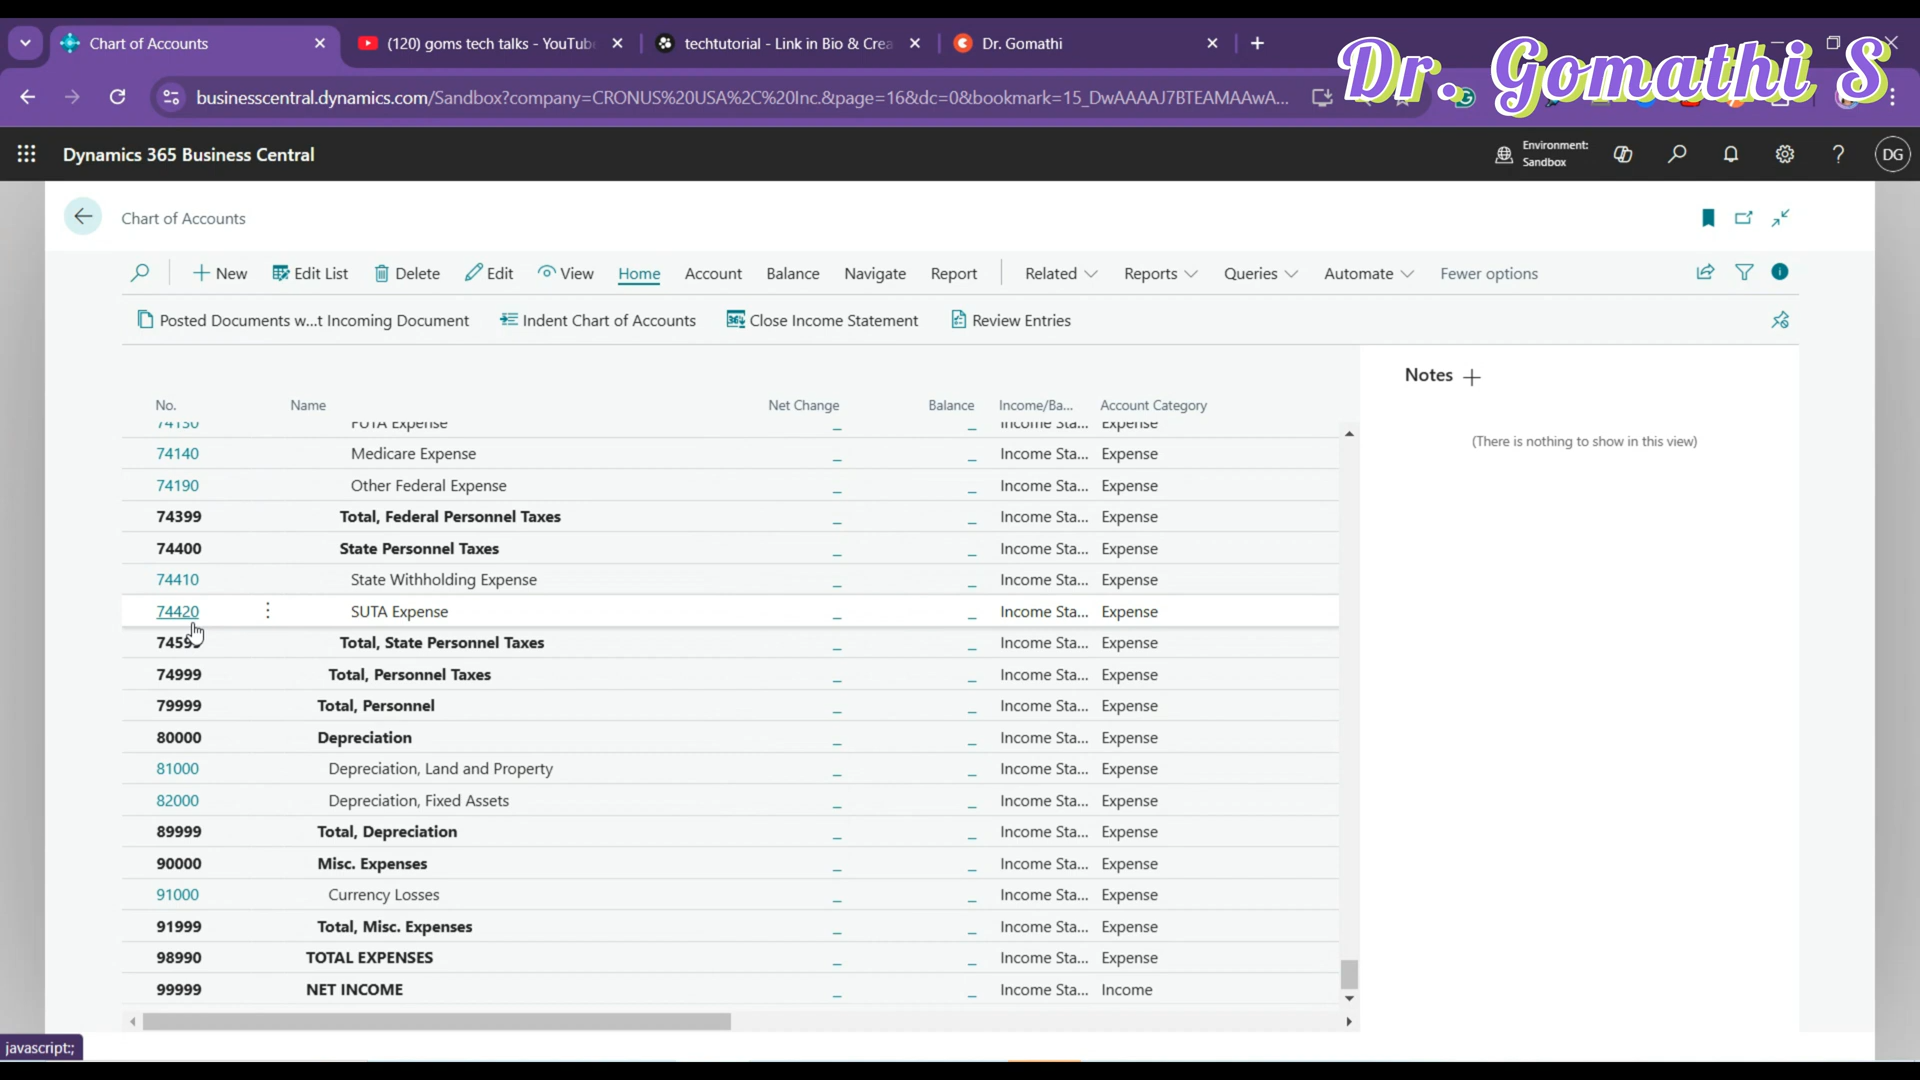 Chart of Accounts
(120) goms tech talks - YouTub
techtutorial - Link in Bio & Crea
Dr. Gomathi
Dr. Gomathi S
businesscentral.dynamics.com/Sandbox?company=CRONUS%20USA%2C%20Inc.&page=16&dc=0&bookmark=15_DwAAAAJ7BTEAMAAwA...
Dynamics 365 Business Central
Environment:
Sandbox
DG
Chart of Accounts
New Edit List Delete Edit View Home Account Balance Navigate Report Related Reports Queries Automate Fewer options
Posted Documents w...t Incoming Document Indent Chart of Accounts Close Income Statement Review Entries
Notes
(There is nothing to show in this view)
No. Name Net Change Balance Income/Ba... Account Category
74130 FUTA Expense _ _ Income Sta... Expense
74140 Medicare Expense _ _ Income Sta... Expense
74190 Other Federal Expense _ _ Income Sta... Expense
74399 Total, Federal Personnel Taxes _ _ Income Sta... Expense
74400 State Personnel Taxes _ _ Income Sta... Expense
74410 State Withholding Expense _ _ Income Sta... Expense
74420 SUTA Expense _ _ Income Sta... Expense
74599 Total, State Personnel Taxes _ _ Income Sta... Expense
74999 Total, Personnel Taxes _ _ Income Sta... Expense
79999 Total, Personnel _ _ Income Sta... Expense
80000 Depreciation _ _ Income Sta... Expense
81000 Depreciation, Land and Property _ _ Income Sta... Expense
82000 Depreciation, Fixed Assets _ _ Income Sta... Expense
89999 Total, Depreciation _ _ Income Sta... Expense
90000 Misc. Expenses _ _ Income Sta... Expense
91000 Currency Losses _ _ Income Sta... Expense
91999 Total, Misc. Expenses _ _ Income Sta... Expense
98990 TOTAL EXPENSES _ _ Income Sta... Expense
99999 NET INCOME _ _ Income Sta... Income
javascript:;